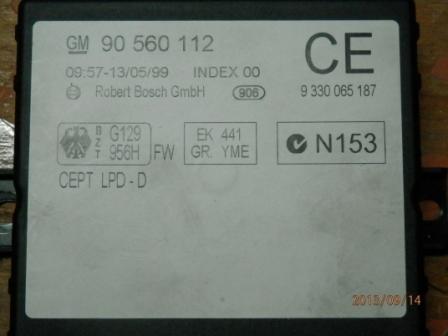 GM 90 560 112
CE
09:57-13/05/99 INDEX 00
Robert Bosch GmbH 906 9 330 065 187
B Z T G129 956H FW
EK 441 GR. YME
N153
CEPT LPD-D
2013/09/14